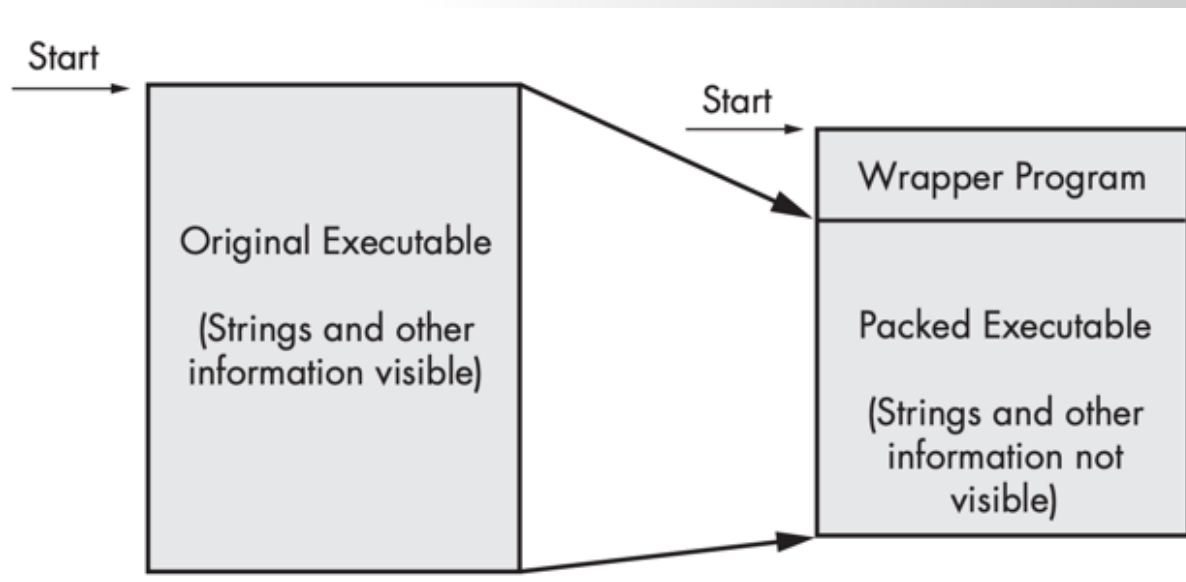 Start
Original Executable
(Strings and other
information visible)
Start
Wrapper Program
Packed Executable
(Strings and other
information not
visible)